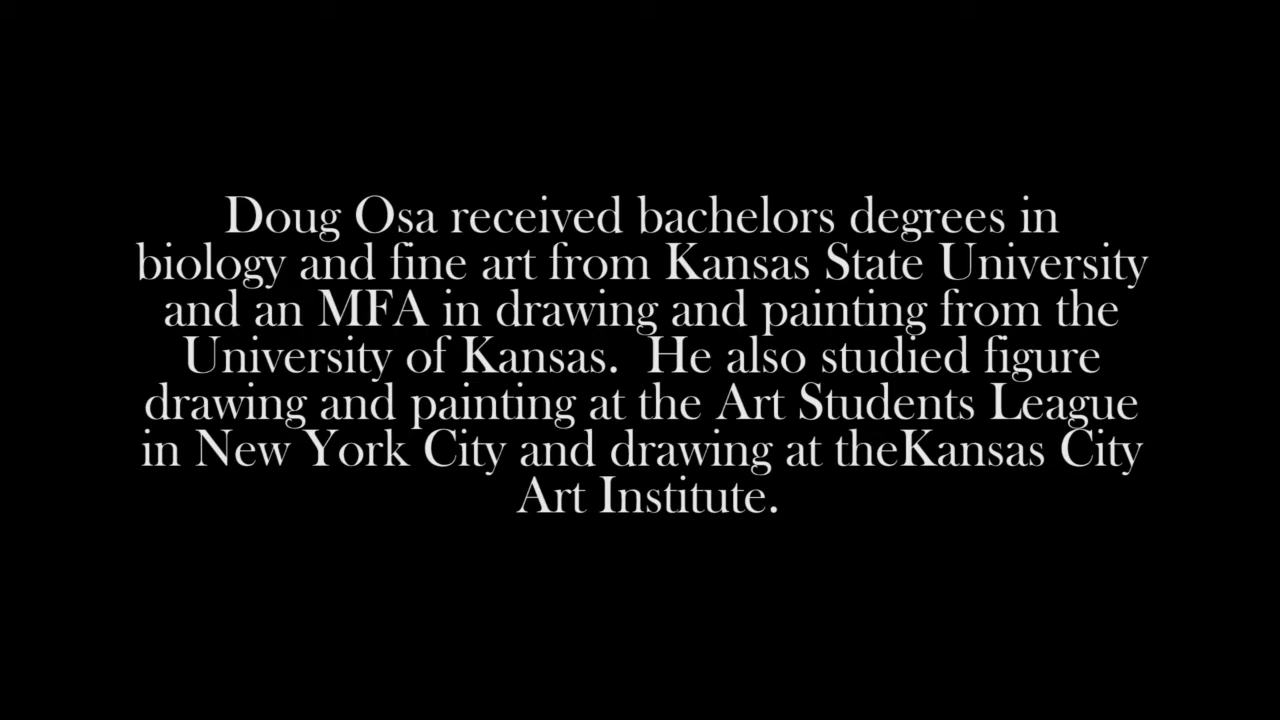 Doug Osa received bachelors degrees in
biology and fine art from Kansas State University
and an MFA in drawing and painting from the
University of Kansas.  He also studied figure
drawing and painting at the Art Students League
in New York City and drawing at theKansas City
Art Institute.